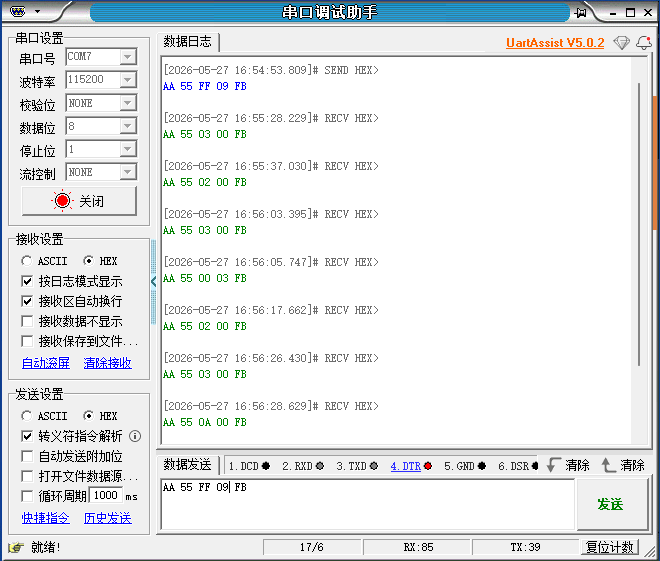 串口调试助手
串口设置
串口号 COM7
波特率 115200
校验位 NONE
数据位 8
停止位 1
流控制 NONE
关闭
接收设置
ASCII HEX
按日志模式显示
接收区自动换行
接收数据不显示
接收保存到文件...
自动滚屏 清除接收
发送设置
ASCII HEX
转义符指令解析
自动发送附加位
打开文件数据源...
循环周期 1000 ms
快捷指令 历史发送
数据日志
UartAssist V5.0.2
[2026-05-27 16:54:53.809]# SEND HEX>
AA 55 FF 09 FB
[2026-05-27 16:55:28.229]# RECV HEX>
AA 55 03 00 FB
[2026-05-27 16:55:37.030]# RECV HEX>
AA 55 02 00 FB
[2026-05-27 16:56:03.395]# RECV HEX>
AA 55 03 00 FB
[2026-05-27 16:56:05.747]# RECV HEX>
AA 55 00 03 FB
[2026-05-27 16:56:17.662]# RECV HEX>
AA 55 02 00 FB
[2026-05-27 16:56:26.430]# RECV HEX>
AA 55 03 00 FB
[2026-05-27 16:56:28.629]# RECV HEX>
AA 55 0A 00 FB
数据发送 1.DCD 2.RXD 3.TXD 4.DTR 5.GND 6.DSR 清除 清除
AA 55 FF 09 FB
发送
就绪! 17/6 RX:85 TX:39 复位计数